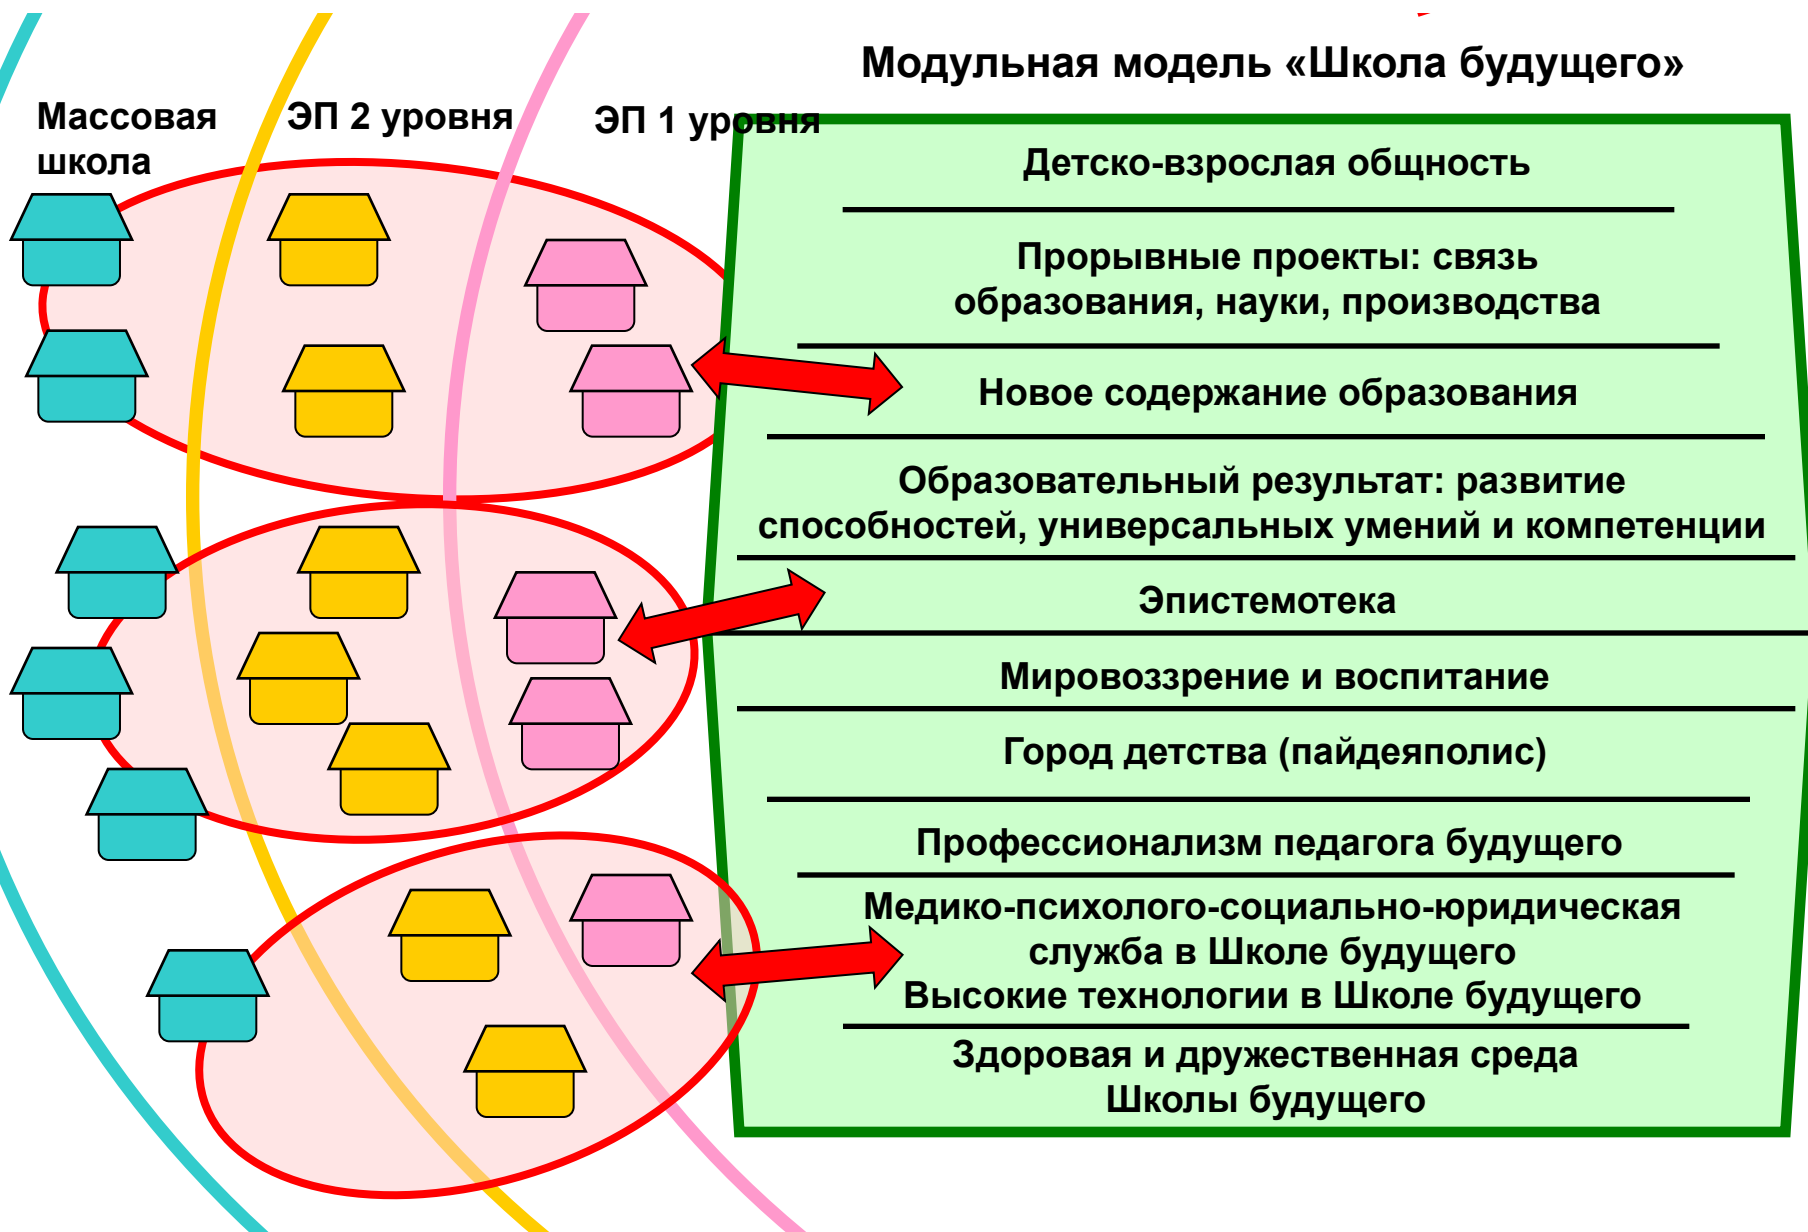 Модульная модель «Школа будущего»
Массовая
школа
ЭП 2 уровня
ЭП 1 уровня
Детско-взрослая общность
Прорывные проекты: связь
образования, науки, производства
Новое содержание образования
Образовательный результат: развитие
способностей, универсальных умений и компетенции
Эпистемотека
Мировоззрение и воспитание
Город детства (пайдеяполис)
Профессионализм педагога будущего
Медико-психолого-социально-юридическая
служба в Школе будущего
Высокие технологии в Школе будущего
Здоровая и дружественная среда
Школы будущего